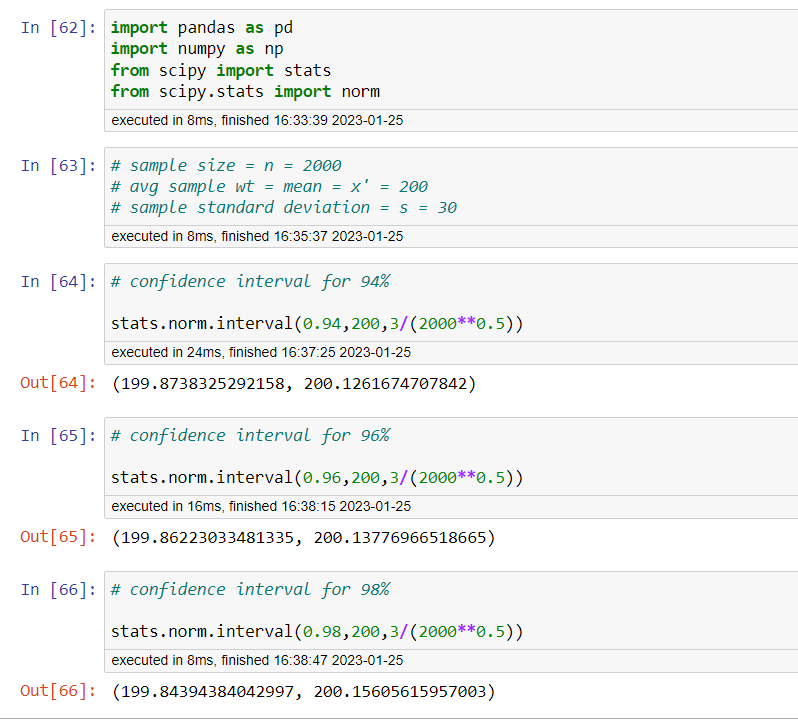 In [62]: import pandas as pd
import numpy as np
from scipy import stats
from scipy.stats import norm
executed in 8ms, finished 16:33:39 2023-01-25
In [63]: # sample size = n = 2000
# avg sample wt = mean = x' = 200
# sample standard deviation = s = 30
executed in 8ms, finished 16:35:37 2023-01-25
In [64]: # confidence interval for 94%
stats.norm.interval(0.94,200,3/(2000**0.5))
executed in 24ms, finished 16:37:25 2023-01-25
Out[64]: (199.8738325292158, 200.1261674707842)
In [65]: # confidence interval for 96%
stats.norm.interval(0.96,200,3/(2000**0.5))
executed in 16ms, finished 16:38:15 2023-01-25
Out[65]: (199.86223033481335, 200.13776966518665)
In [66]: # confidence interval for 98%
stats.norm.interval(0.98,200,3/(2000**0.5))
executed in 8ms, finished 16:38:47 2023-01-25
Out[66]: (199.84394384042997, 200.15605615957003)